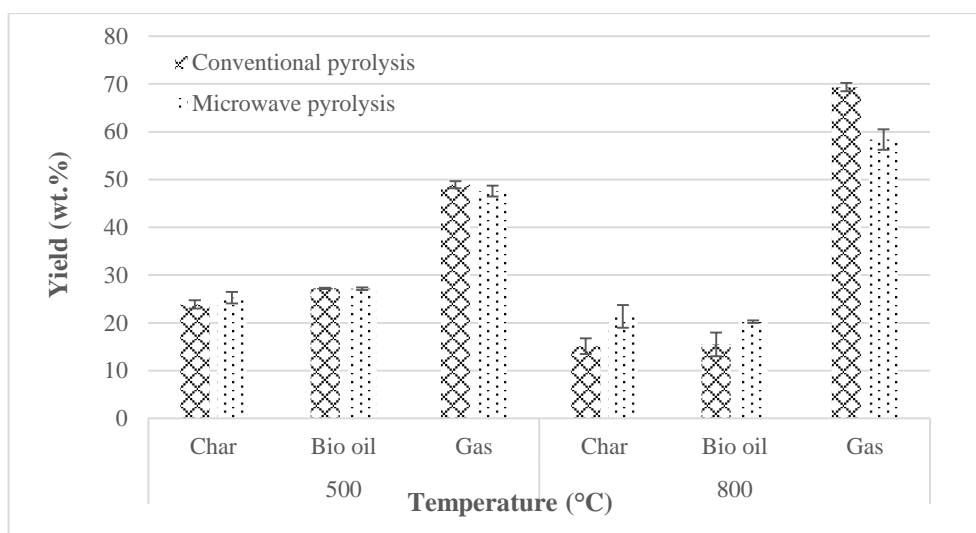 80
70
60
50
40
30
20
10
0
Yield (wt.%)
Conventional pyrolysis
Microwave pyrolysis
Char Bio oil Gas Char Bio oil Gas
500 800
Temperature (°C)